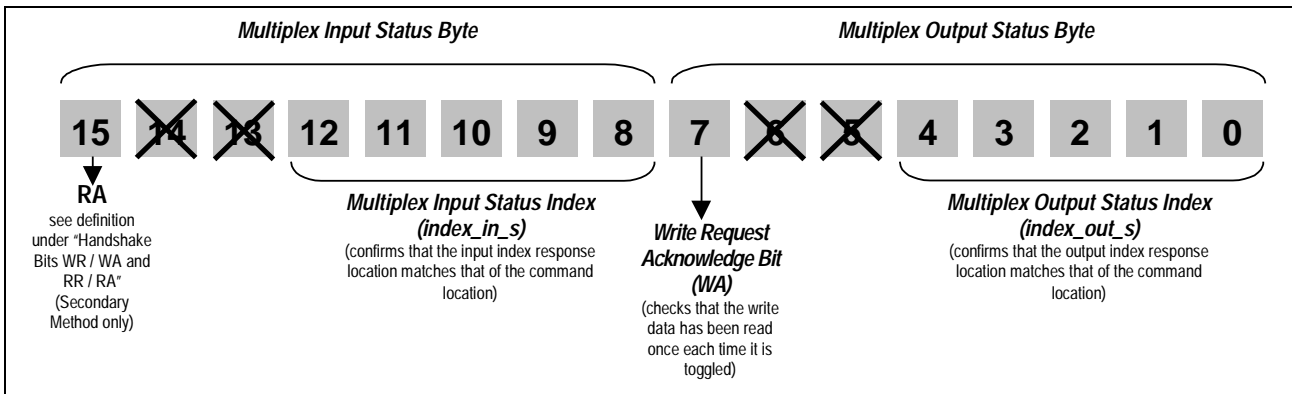 Multiplex Input Status Byte
Multiplex Output Status Byte
15 14 13 12 11 10 9 8 7 6 5 4 3 2 1 0
RA
see definition
under “Handshake
Bits WR / WA and
RR / RA”
(Secondary
Method only)
Multiplex Input Status Index
(index_in_s)
(confirms that the input index response
location matches that of the command
location)
Write Request
Acknowledge Bit
(WA)
(checks that the write
data has been read
once each time it is
toggled)
Multiplex Output Status Index
(index_out_s)
(confirms that the output index response
location matches that of the command
location)